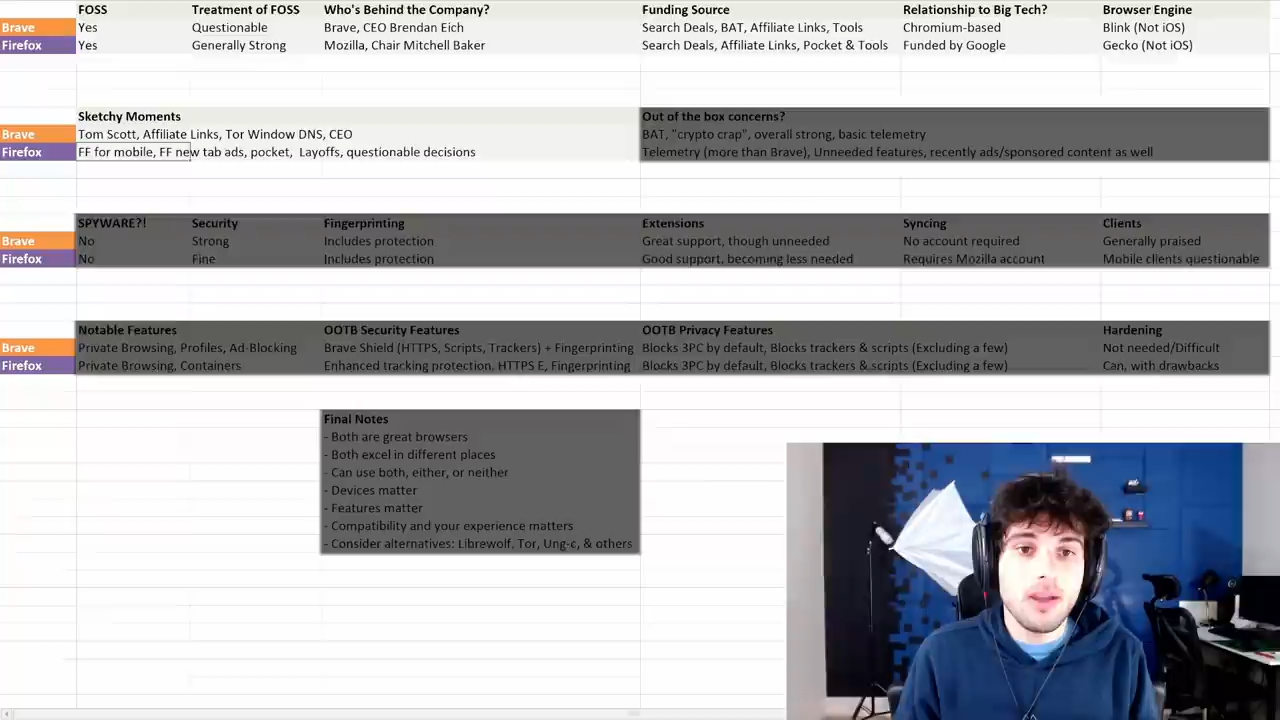 FOSS Treatment of FOSS Who's Behind the Company? Funding Source Relationship to Big Tech? Browser Engine
Brave Yes Questionable Brave, CEO Brendan Eich Search Deals, BAT, Affiliate Links, Tools Chromium-based Blink (Not iOS)
Firefox Yes Generally Strong Mozilla, Chair Mitchell Baker Search Deals, Affiliate Links, Pocket & Tools Funded by Google Gecko (Not iOS)
Sketchy Moments Out of the box concerns?
Brave Tom Scott, Affiliate Links, Tor Window DNS, CEO BAT, "crypto crap", overall strong, basic telemetry
Firefox FF for mobile, FF new tab ads, pocket, Layoffs, questionable decisions Telemetry (more than Brave), Unneeded features, recently ads/sponsored content as well
SPYWARE?! Security Fingerprinting Extensions Syncing Clients
Brave No Strong Includes protection Great support, though unneeded No account required Generally praised
Firefox No Fine Includes protection Good support, becoming less needed Requires Mozilla account Mobile clients questionable
Notable Features OOTB Security Features OOTB Privacy Features Hardening
Brave Private Browsing, Profiles, Ad-Blocking Brave Shield (HTTPS, Scripts, Trackers) + Fingerprinting Blocks 3PC by default, Blocks trackers & scripts (Excluding a few) Not needed/Difficult
Firefox Private Browsing, Containers Enhanced tracking protection, HTTPS E, Fingerprinting Blocks 3PC by default, Blocks trackers & scripts (Excluding a few) Can, with drawbacks
Final Notes
- Both are great browsers
- Both excel in different places
- Can use both, either, or neither
- Devices matter
- Features matter
- Compatibility and your experience matters
- Consider alternatives: Librewolf, Tor, Ung-c, & others